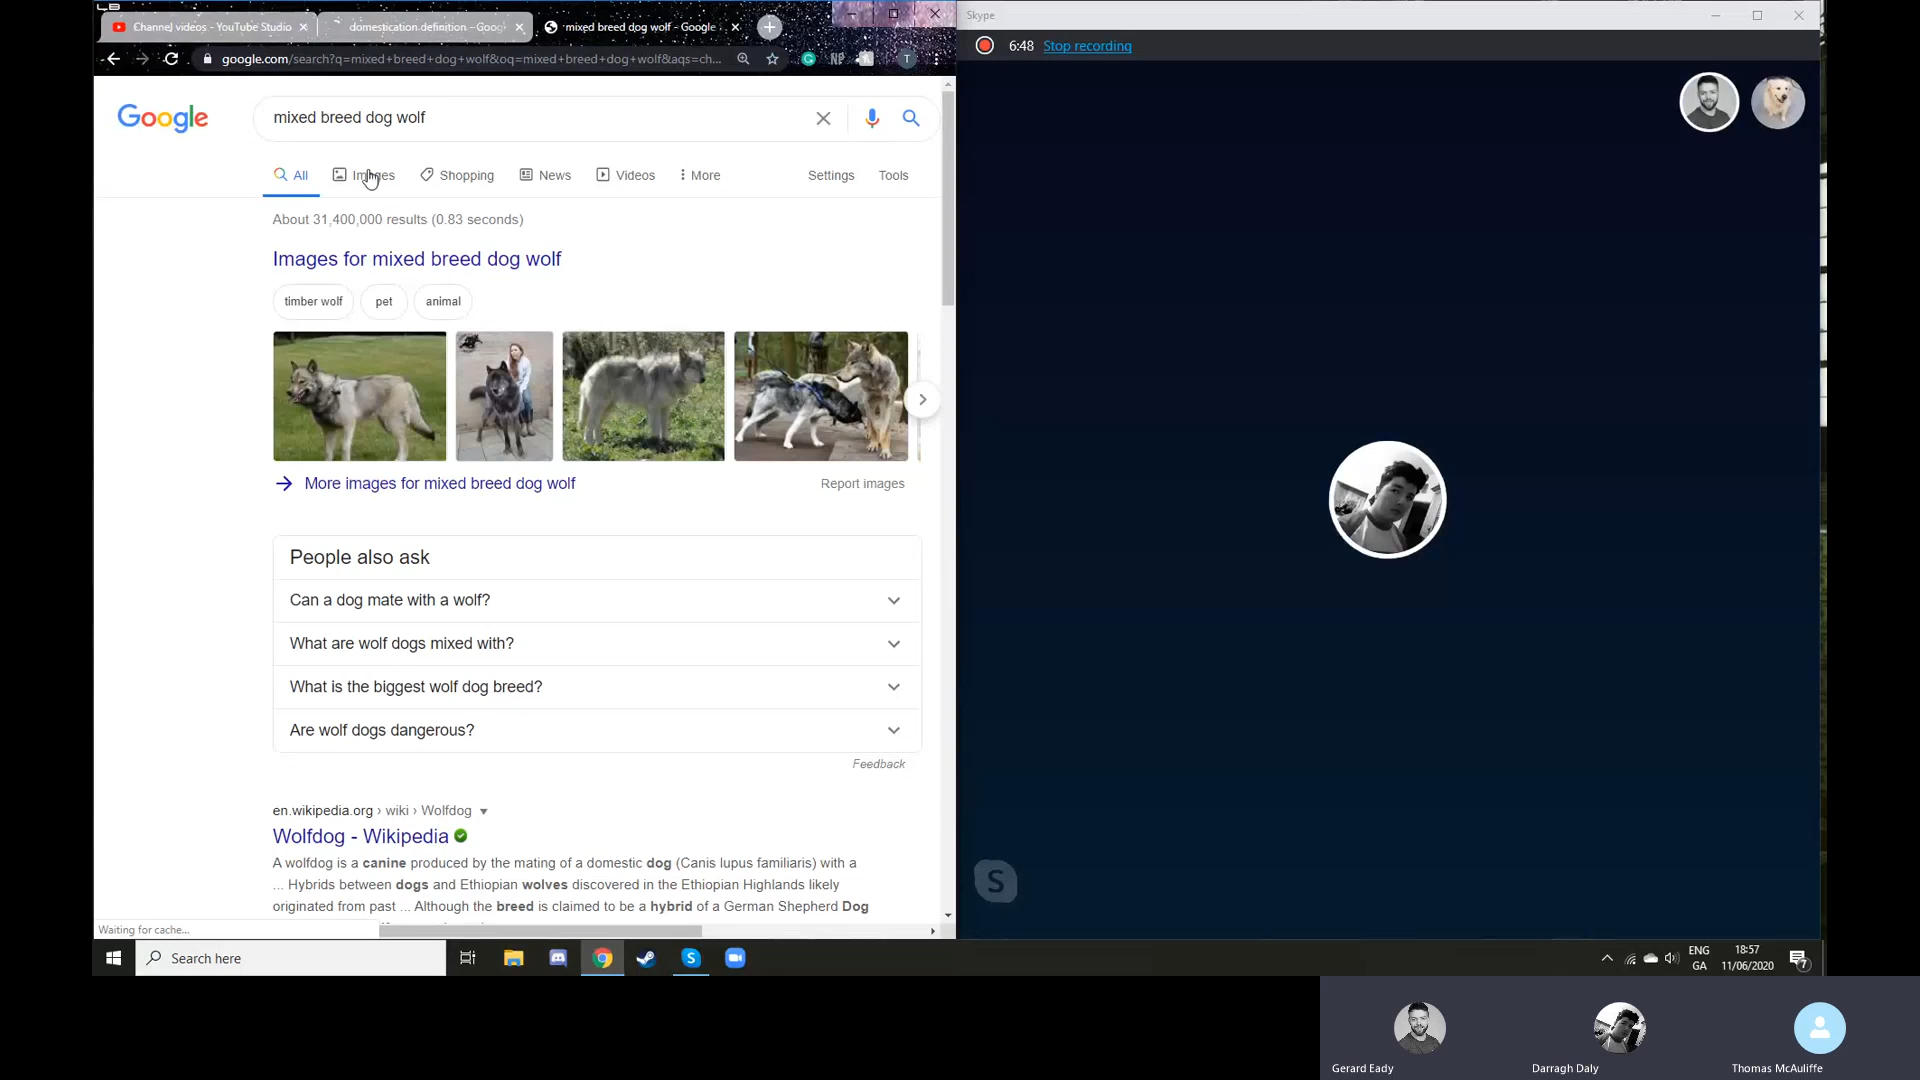 Channel videos - YouTube Studio
domestication definition - Goog
mixed breed dog wolf - Google
google.com/search?q=mixed+breed+dog+wolf&oq=mixed+breed+dog+wolf&aqs=ch...
T
Google
mixed breed dog wolf
All
Images
Shopping
News
Videos
More
Settings
Tools
About 31,400,000 results (0.83 seconds)
Images for mixed breed dog wolf
timber wolf
pet
animal
More images for mixed breed dog wolf
Report images
People also ask
Can a dog mate with a wolf?
What are wolf dogs mixed with?
What is the biggest wolf dog breed?
Are wolf dogs dangerous?
Feedback
en.wikipedia.org › wiki › Wolfdog
Wolfdog - Wikipedia
A wolfdog is a canine produced by the mating of a domestic dog (Canis lupus familiaris) with a
... Hybrids between dogs and Ethiopian wolves discovered in the Ethiopian Highlands likely
originated from past ... Although the breed is claimed to be a hybrid of a German Shepherd Dog
Waiting for cache...
Skype
6:48 Stop recording
S
Search here
ENG
GA
18:57
11/06/2020
7
Gerard Eady
Darragh Daly
Thomas McAuliffe